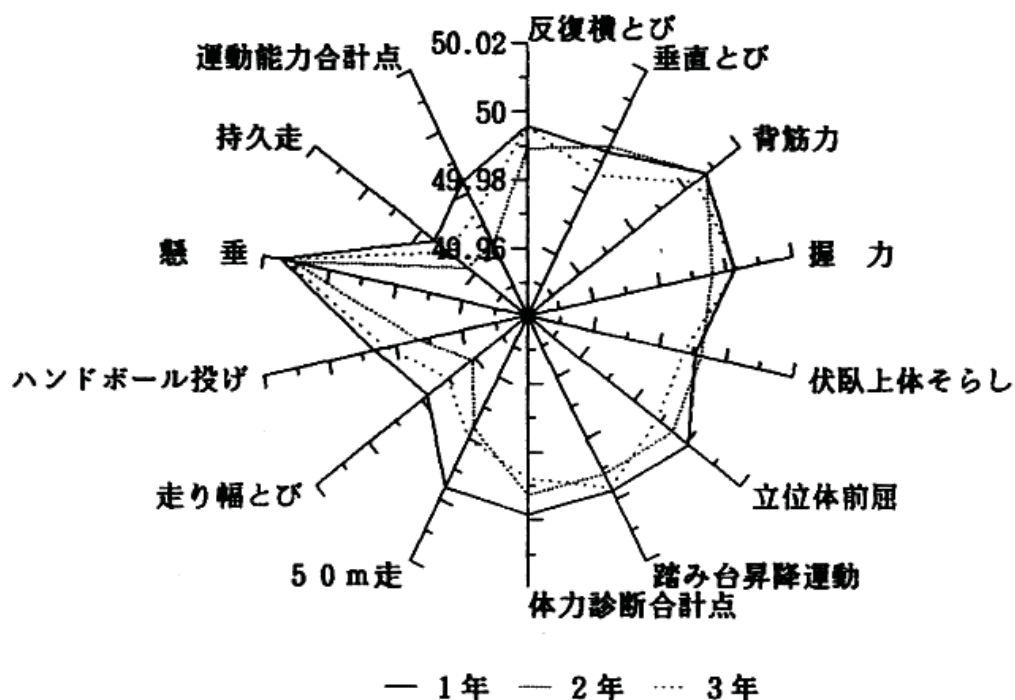 反復横とび
50.02
垂直とび
運動能力合計点
50
持久走
背筋力
49.98
懸 垂
49.96
握 力
ハンドボール投げ
伏臥上体そらし
走り幅とび
立位体前屈
50m走
踏み台昇降運動
体力診断合計点
― 1年 ― 2年 … 3年